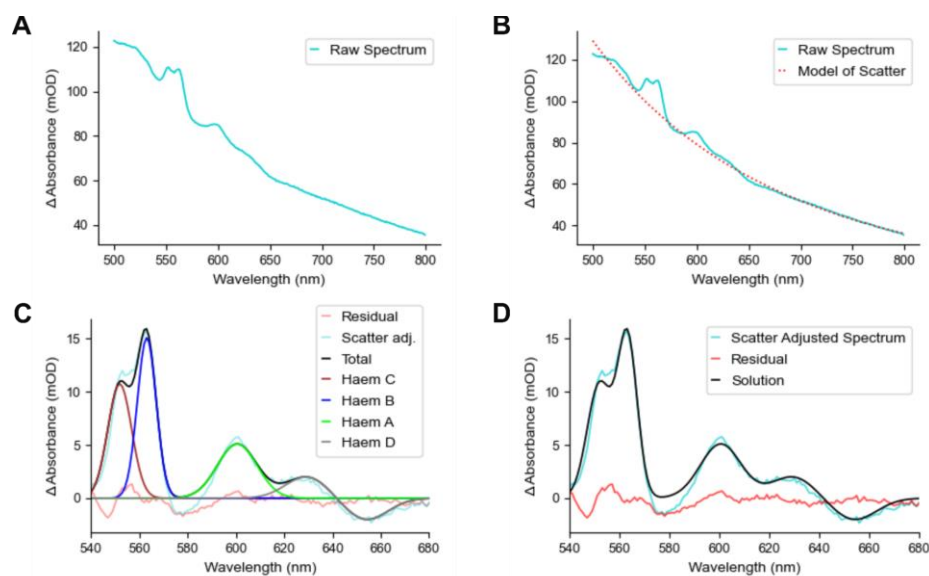 A
Δ Absorbance (mOD)
120
100
80
60
40
Raw Spectrum
500 550 600 650 700 750 800
Wavelength (nm)
B
Δ Absorbance (mOD)
120
100
80
60
40
Raw Spectrum
Model of Scatter
500 550 600 650 700 750 800
Wavelength (nm)
C
Δ Absorbance (mOD)
15
10
5
0
Residual
Scatter adj.
Total
Haem C
Haem B
Haem A
Haem D
540 560 580 600 620 640 660 680
Wavelength (nm)
D
Δ Absorbance (mOD)
15
10
5
0
Scatter Adjusted Spectrum
Residual
Solution
540 560 580 600 620 640 660 680
Wavelength (nm)